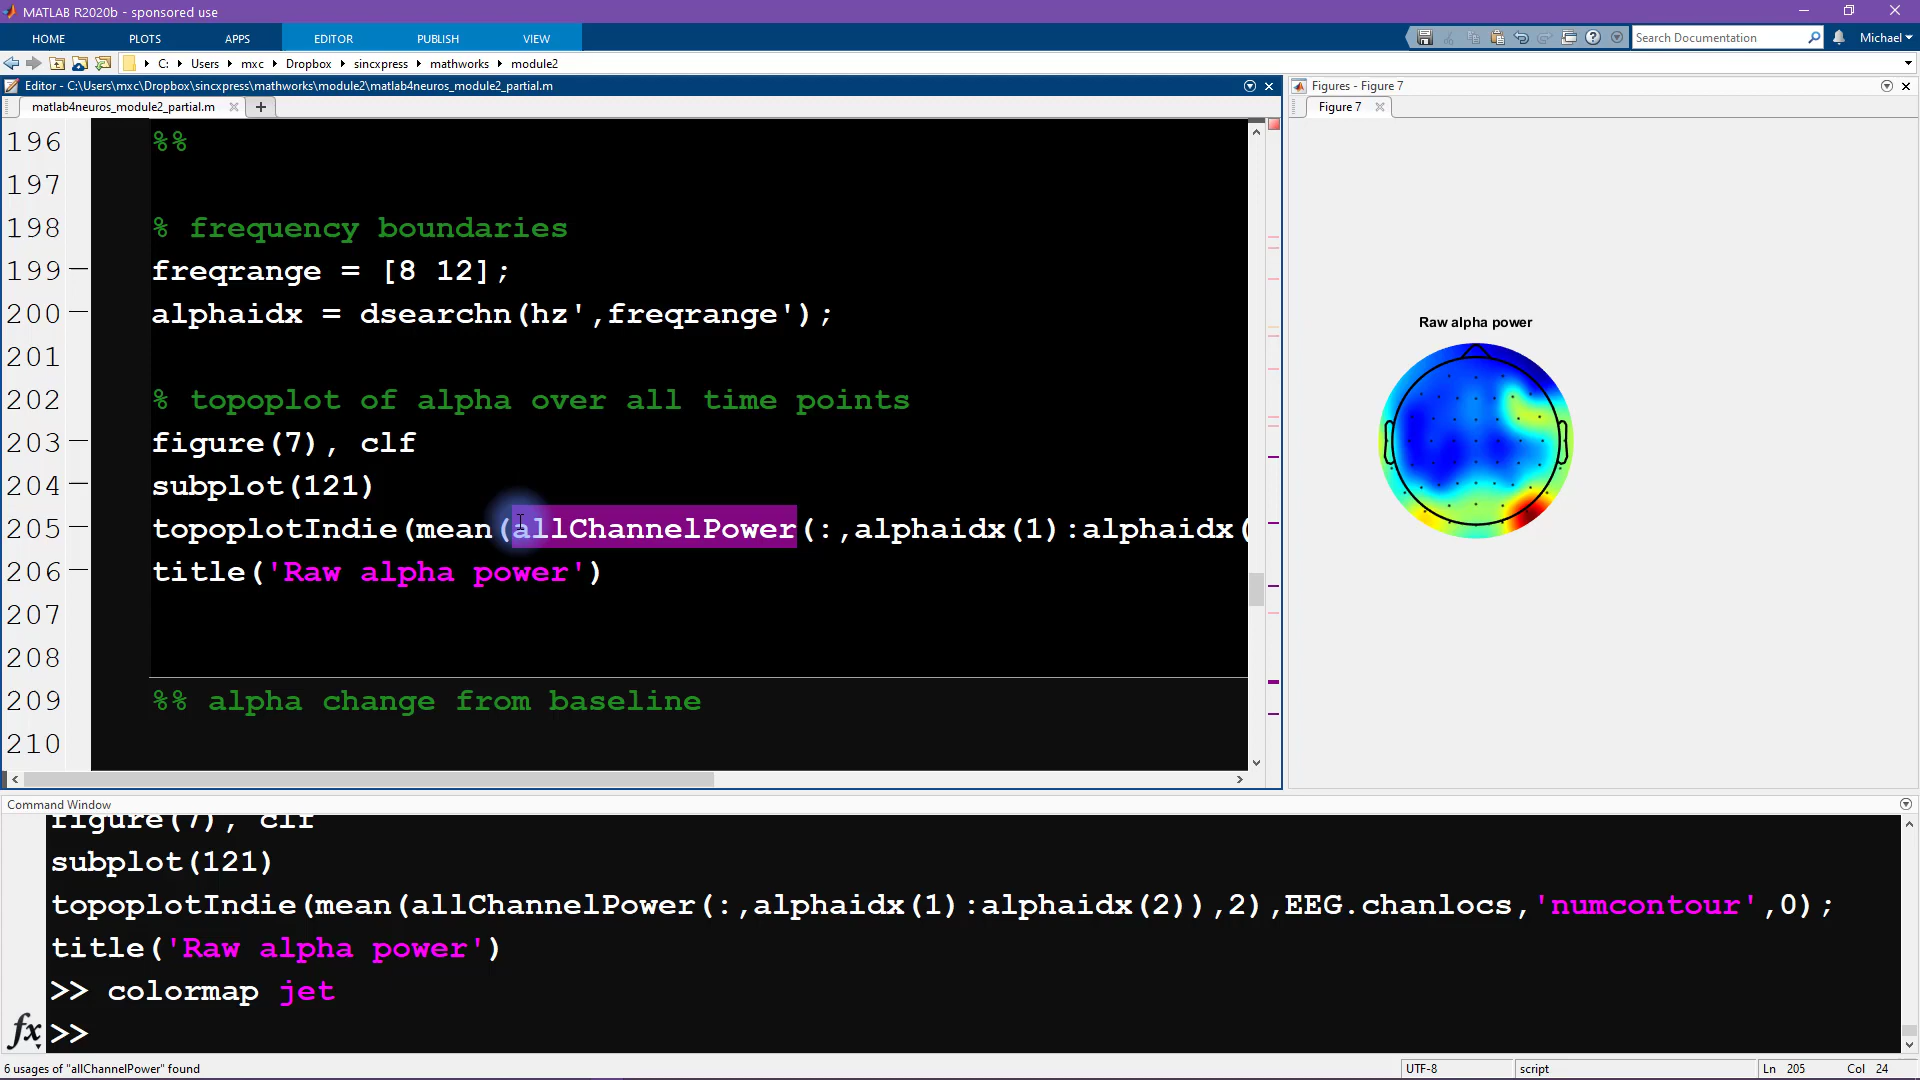 MATLAB R2020b - sponsored use
HOME PLOTS APPS EDITOR PUBLISH VIEW
Search Documentation
Michael
C: Users mxc Dropbox sincxpress mathworks module2
Editor - C:\Users\mxc\Dropbox\sincxpress\mathworks\module2\matlab4neuros_module2_partial.m
matlab4neuros_module2_partial.m +
196 %%
197
198 % frequency boundaries
199 freqrange = [8 12];
200 alphaidx = dsearchn(hz',freqrange');
201
202 % topoplot of alpha over all time points
203 figure(7), clf
204 subplot(121)
205 topoplotIndie(mean(allChannelPower(:,alphaidx(1):alphaidx(
206 title('Raw alpha power')
207
208
209 %% alpha change from baseline
210
Figures - Figure 7
Figure 7
Raw alpha power
Command Window
figure(7), clf
subplot(121)
topoplotIndie(mean(allChannelPower(:,alphaidx(1):alphaidx(2)),2),EEG.chanlocs,'numcontour',0);
title('Raw alpha power')
>> colormap jet
fx >>
6 usages of "allChannelPower" found
UTF-8
script
Ln 205 Col 24